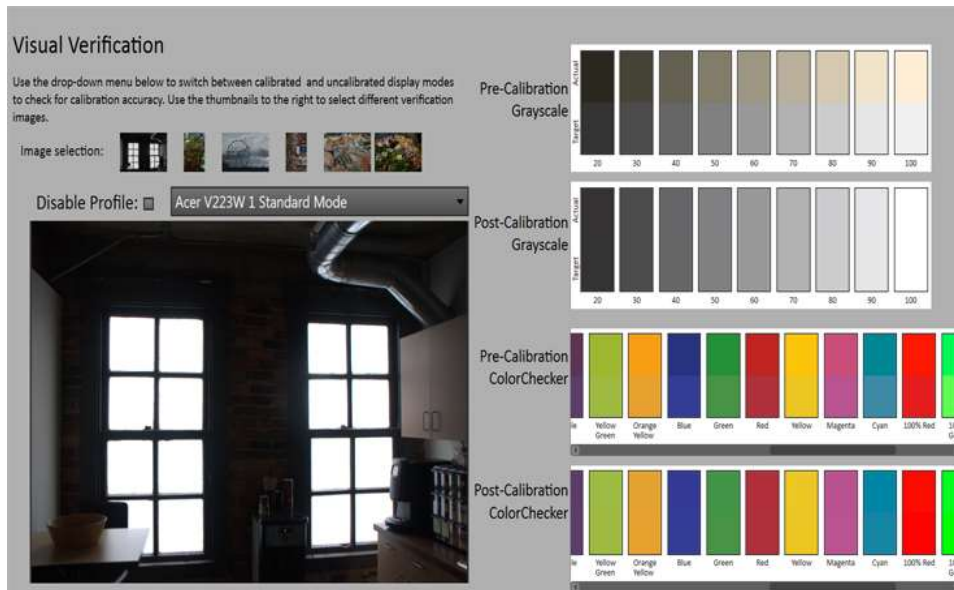 Visual Verification
Use the drop-down menu below to switch between calibrated and uncalibrated display modes
to check for calibration accuracy. Use the thumbnails to the right to select different verification
images.
Image selection:
Disable Profile:
Acer V223W 1 Standard Mode
Pre-Calibration
Grayscale
Actual
Target
20 30 40 50 60 70 80 90 100
Post-Calibration
Grayscale
Actual
Target
20 30 40 50 60 70 80 90 100
Pre-Calibration
ColorChecker
le Yellow Orange Blue Green Red Yellow Magenta Cyan 100% Red 10
Green Yellow G
Post-Calibration
ColorChecker
le Yellow Orange Blue Green Red Yellow Magenta Cyan 100% Red 10
Green Yellow G